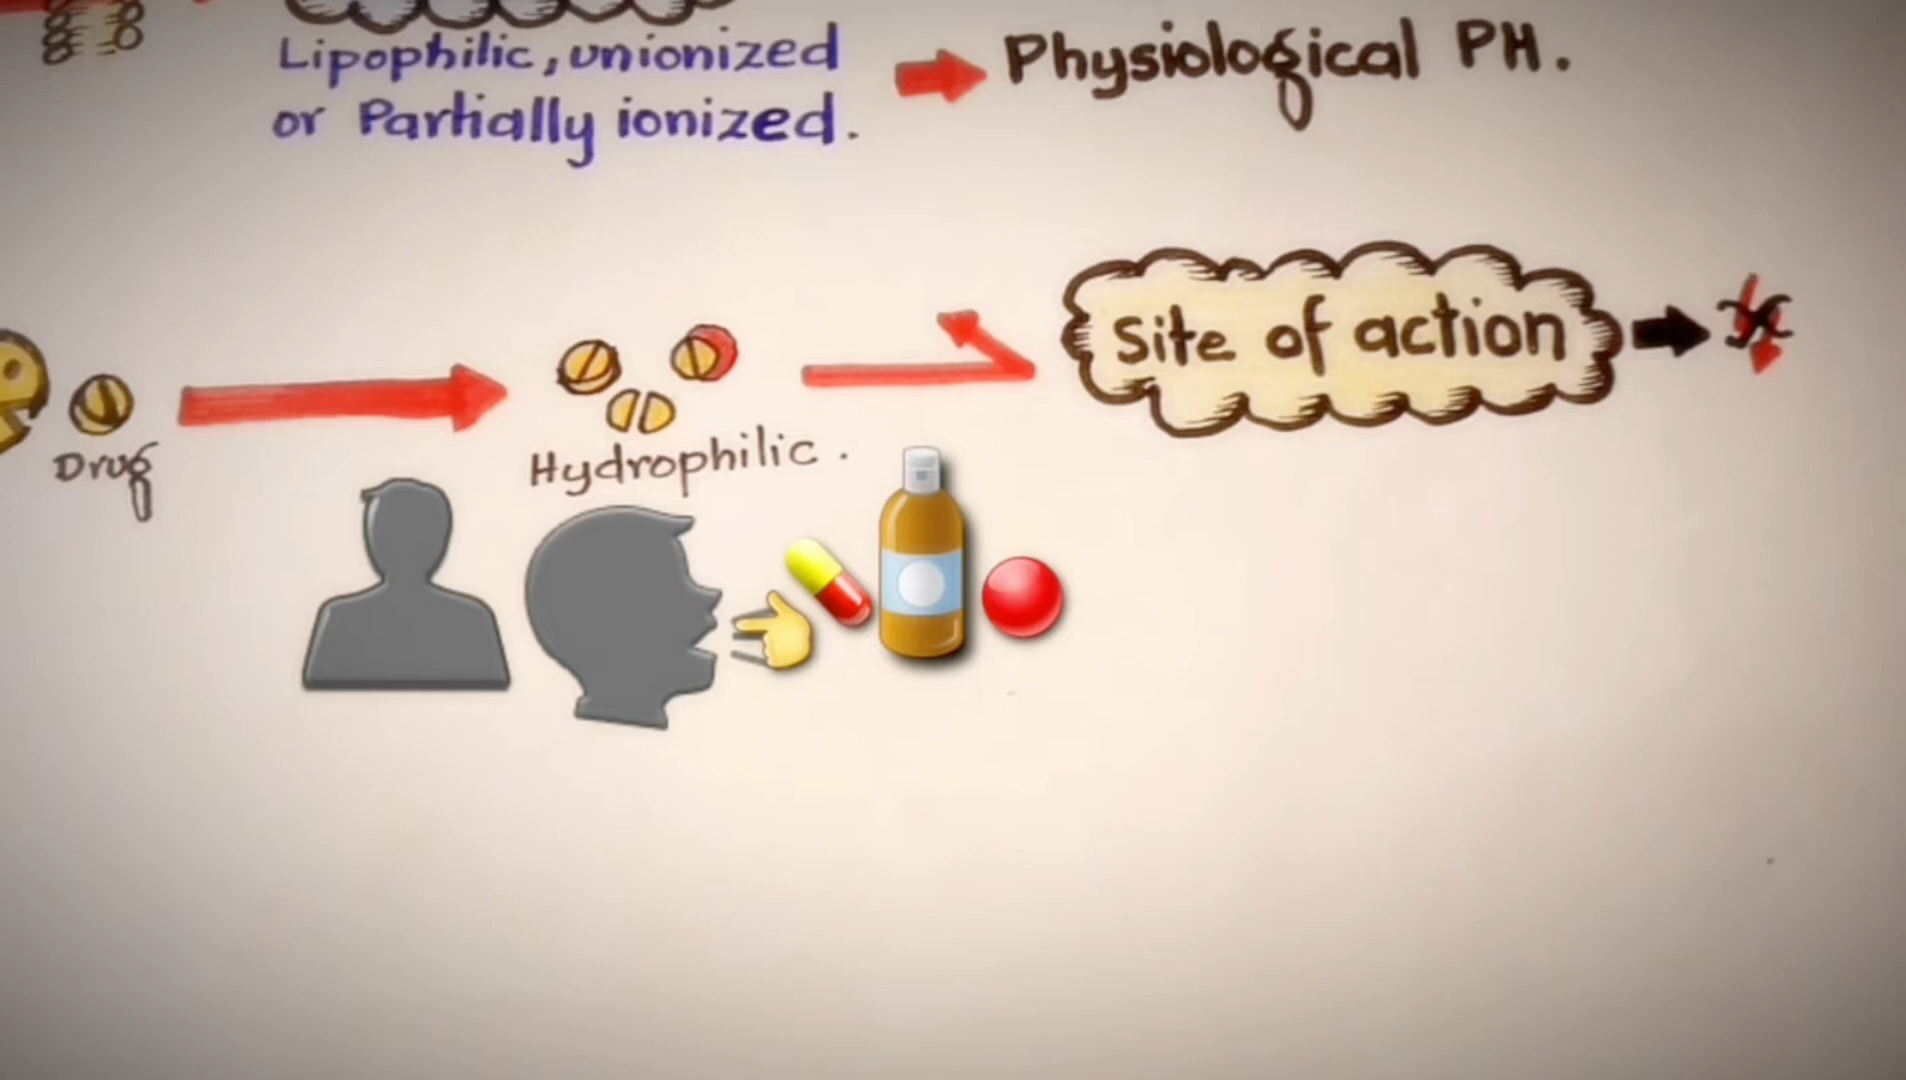 Lipophilic, unionized
or Partially ionized.
Physiological PH.
Site of action
Drug
Hydrophilic.